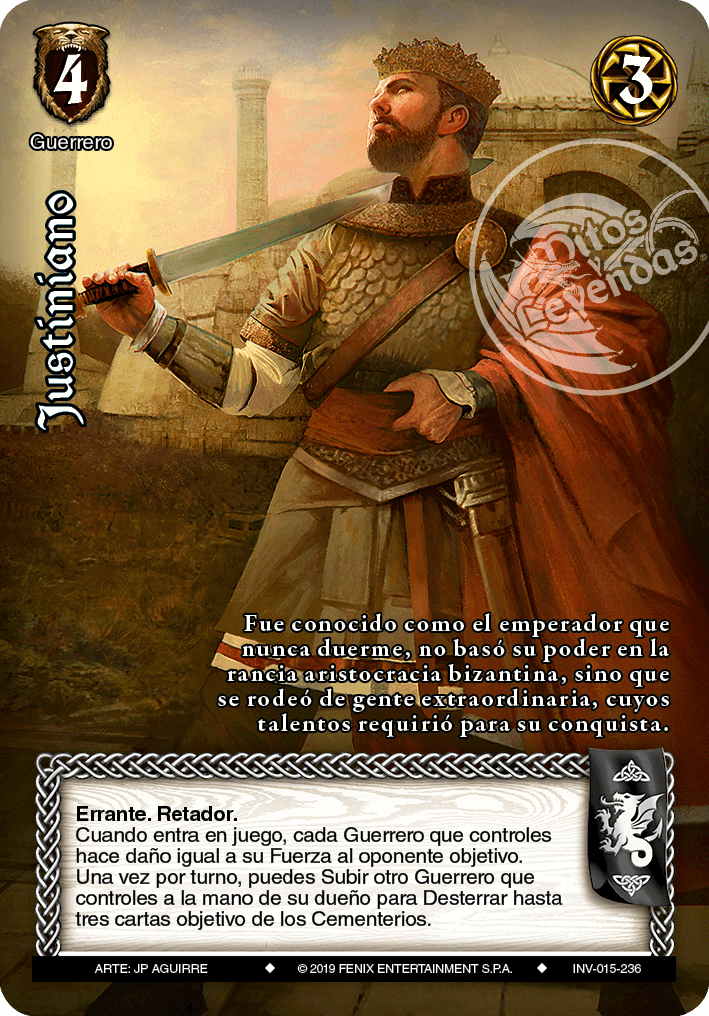 4
3
Guerrero
Justiniano
Mitos
y
Leyendas®
Fue conocido como el emperador que
nunca duerme, no basó su poder en la
rancia aristocracia bizantina, sino que
se rodeó de gente extraordinaria, cuyos
talentos requirió para su conquista.
Errante. Retador.
Cuando entra en juego, cada Guerrero que controles
hace daño igual a su Fuerza al oponente objetivo.
Una vez por turno, puedes Subir otro Guerrero que
controles a la mano de su dueño para Desterrar hasta
tres cartas objetivo de los Cementerios.
ARTE: JP AGUIRRE ◆ © 2019 FENIX ENTERTAINMENT S.P.A. ◆ INV-015-236